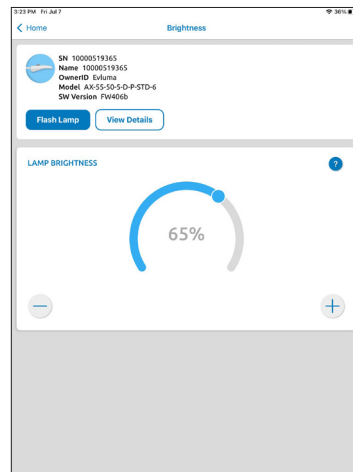 3:23 PM Fri Jul 7 36%
Home Brightness
SN 10000519365
Name 10000519365
OwnerID Evluma
Model AX-55-50-5-D-P-STD-6
SW Version FW406b
Flash Lamp View Details
LAMP BRIGHTNESS ?
65%